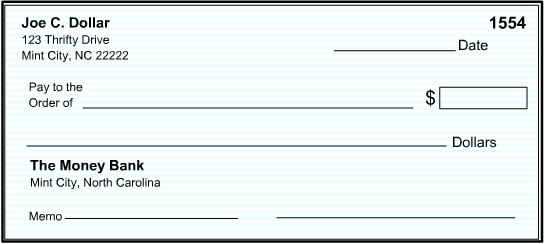 Joe C. Dollar 1554
123 Thrifty Drive
Mint City, NC 22222
Date
Pay to the
Order of $
Dollars
The Money Bank
Mint City, North Carolina
Memo